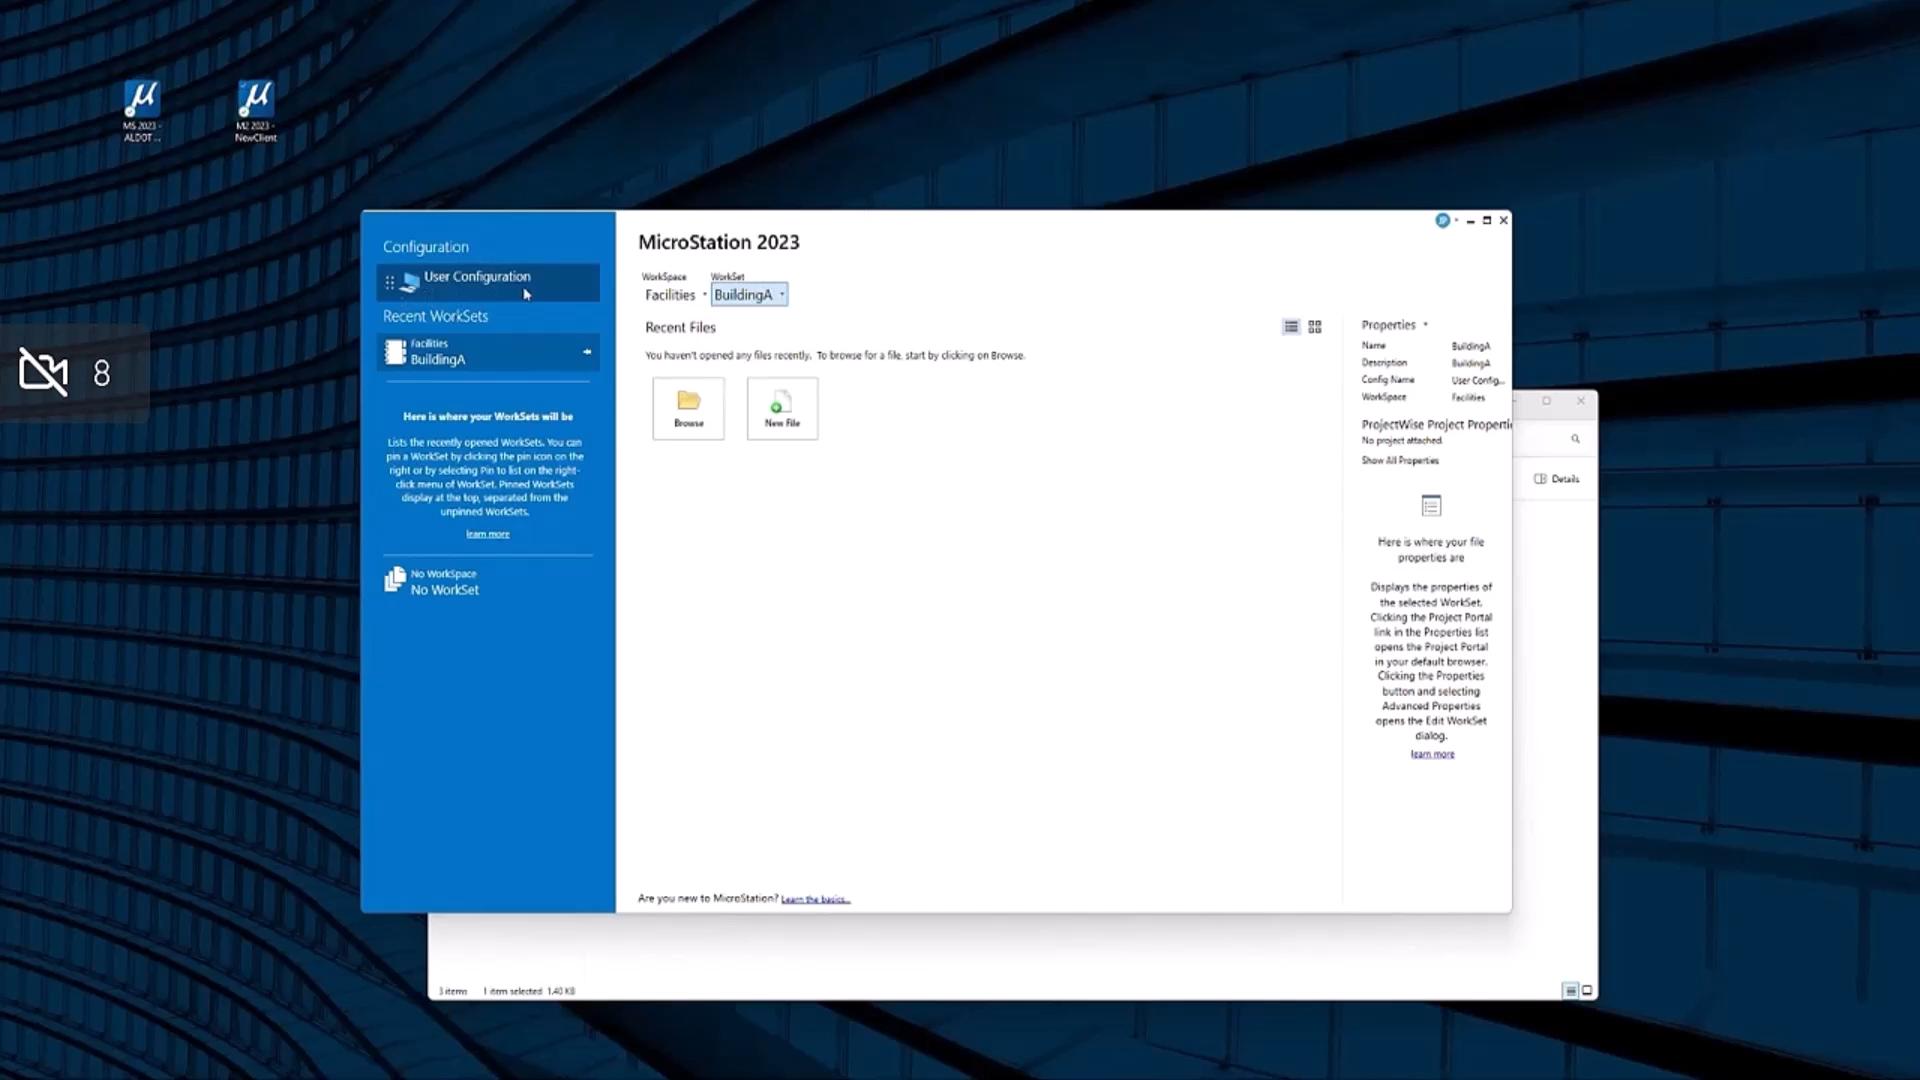 MS 2023 -
ALDOT ...
M2 2023 -
NewClient
8
Configuration
User Configuration
Recent WorkSets
Facilities
BuildingA
Here is where your WorkSets will be
Lists the recently opened WorkSets. You can
pin a WorkSet by clicking the pin icon on the
right or by selecting Pin to list on the right-
click menu of WorkSet. Pinned WorkSets
display at the top, separated from the
unpinned WorkSets.
learn more
No WorkSpace
No WorkSet
MicroStation 2023
WorkSpace
WorkSet
Facilities
BuildingA
Recent Files
You haven't opened any files recently. To browse for a file, start by clicking on Browse.
Browse
New File
Are you new to MicroStation? Learn the basics...
Properties
Name BuildingA
Description BuildingA
Config Name User Config...
WorkSpace Facilities
ProjectWise Project Properti
No project attached.
Show All Properties
Here is where your file
properties are
Displays the properties of
the selected WorkSet.
Clicking the Project Portal
link in the Properties list
opens the Project Portal
in your default browser.
Clicking the Properties
button and selecting
Advanced Properties
opens the Edit WorkSet
dialog.
learn more
Details
3 items 1 item selected 1.40 KB